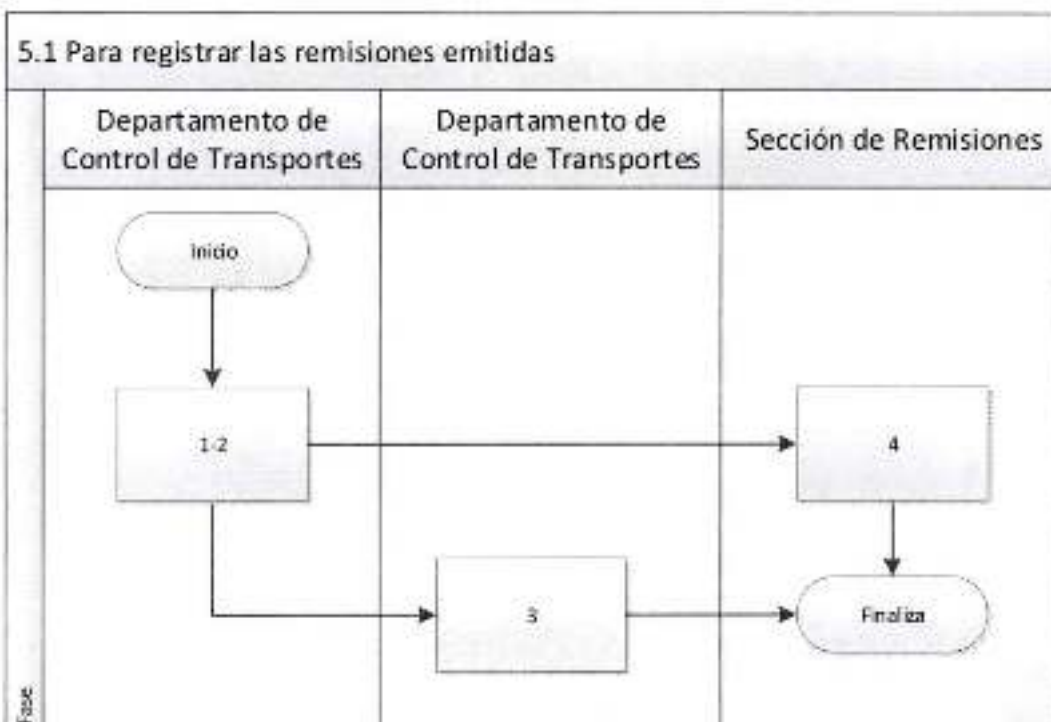 5.1 Para registrar las remisiones emitidas
Departamento de
Control de Transportes
Departamento de
Control de Transportes
Sección de Remisiones
Inicio
1-2
4
3
Finaliza
Fase